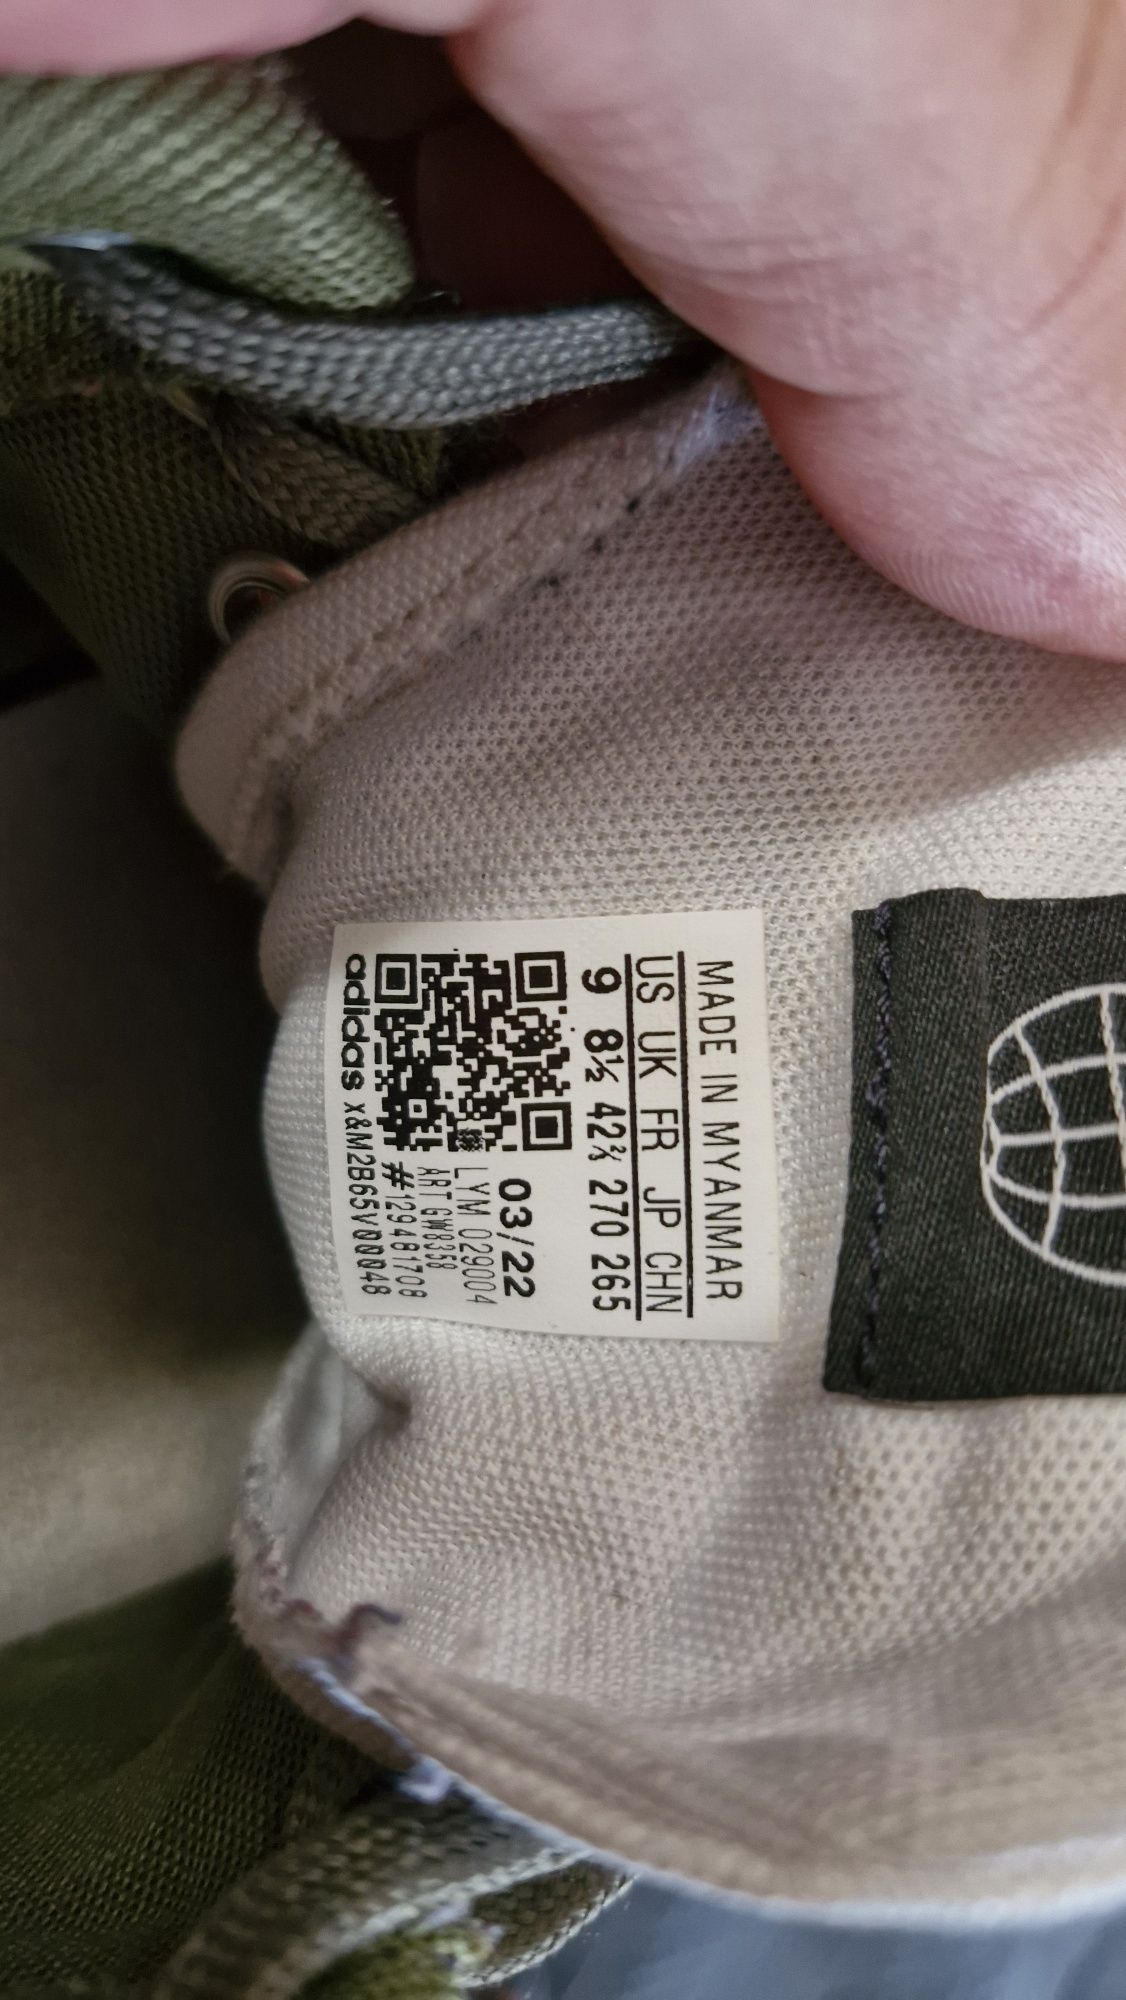 MADE IN MYANMAR
US UK FR JP CHN
9 8½ 42⅔ 270 265
03/22
LYM 029004
ART GW8358
#129481708
adidas X&M2B65V00048